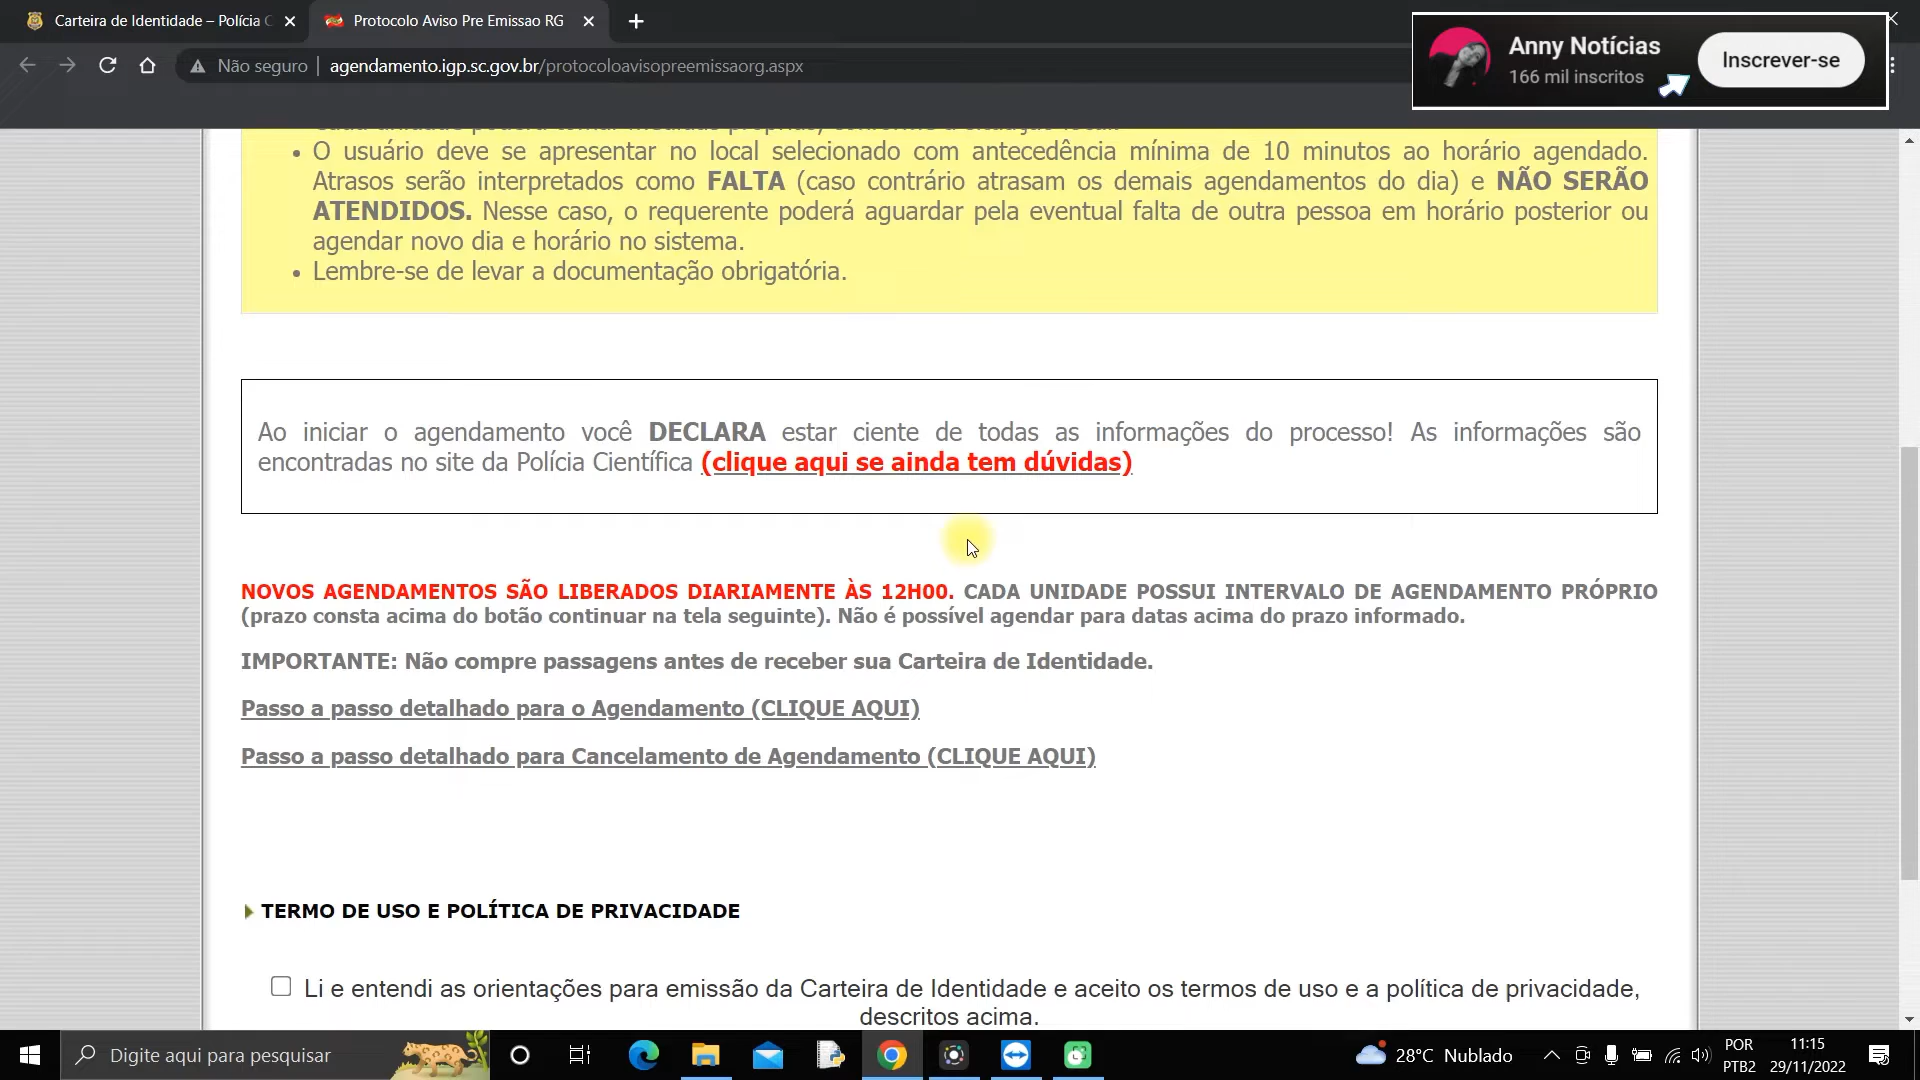 Carteira de Identidade – Polícia C
Protocolo Aviso Pre Emissao RG
Anny Notícias
166 mil inscritos
Inscrever-se
Não seguro
agendamento.igp.sc.gov.br/protocoloavisopreemissaorg.aspx
• O usuário deve se apresentar no local selecionado com antecedência mínima de 10 minutos ao horário agendado.
Atrasos serão interpretados como FALTA (caso contrário atrasam os demais agendamentos do dia) e NÃO SERÃO
ATENDIDOS. Nesse caso, o requerente poderá aguardar pela eventual falta de outra pessoa em horário posterior ou
agendar novo dia e horário no sistema.
• Lembre-se de levar a documentação obrigatória.
Ao iniciar o agendamento você DECLARA estar ciente de todas as informações do processo! As informações são
encontradas no site da Polícia Científica (clique aqui se ainda tem dúvidas)
NOVOS AGENDAMENTOS SÃO LIBERADOS DIARIAMENTE ÀS 12H00. CADA UNIDADE POSSUI INTERVALO DE AGENDAMENTO PRÓPRIO
(prazo consta acima do botão continuar na tela seguinte). Não é possível agendar para datas acima do prazo informado.
IMPORTANTE: Não compre passagens antes de receber sua Carteira de Identidade.
Passo a passo detalhado para o Agendamento (CLIQUE AQUI)
Passo a passo detalhado para Cancelamento de Agendamento (CLIQUE AQUI)
TERMO DE USO E POLÍTICA DE PRIVACIDADE
Li e entendi as orientações para emissão da Carteira de Identidade e aceito os termos de uso e a política de privacidade,
descritos acima.
Digite aqui para pesquisar
28°C Nublado
POR
PTB2
11:15
29/11/2022